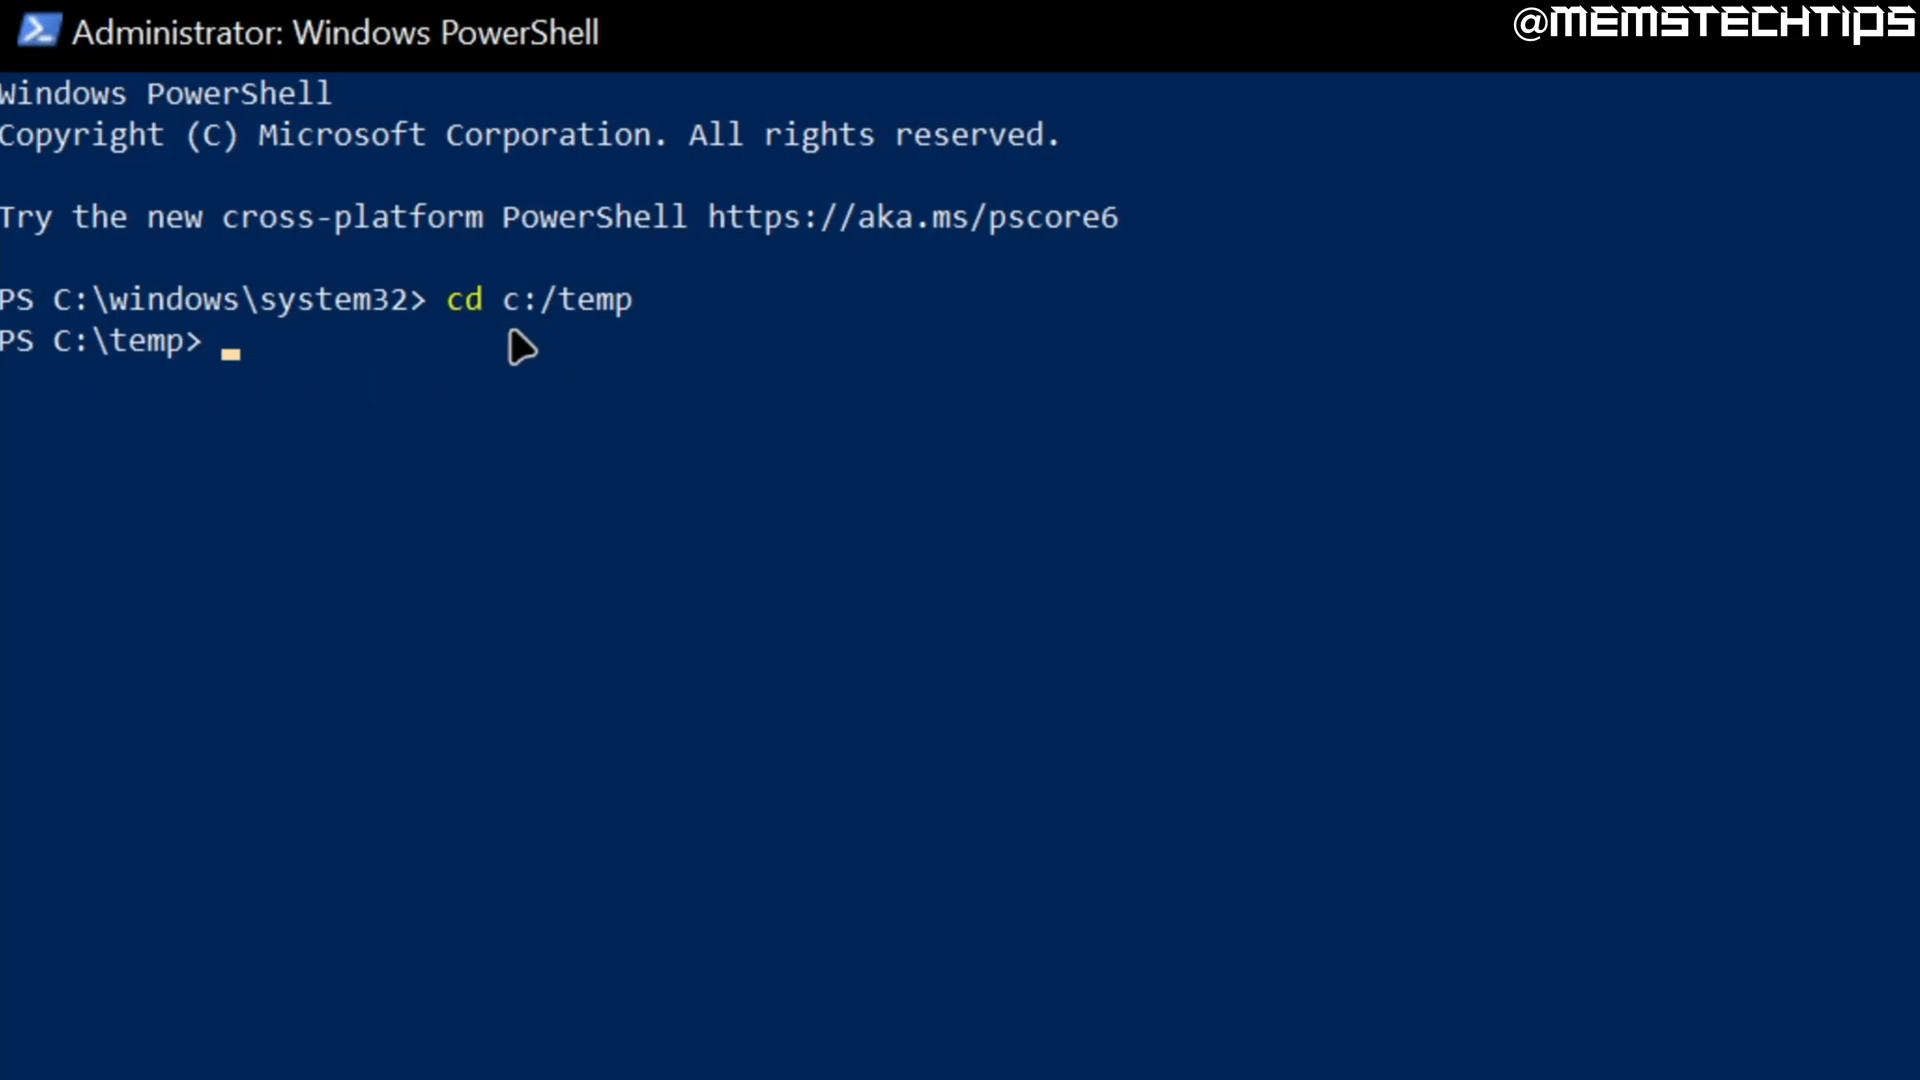 Administrator: Windows PowerShell
@MEMSTECHTIPS
Windows PowerShell
Copyright (C) Microsoft Corporation. All rights reserved.
Try the new cross-platform PowerShell https://aka.ms/pscore6
PS C:\windows\system32> cd c:/temp
PS C:\temp>